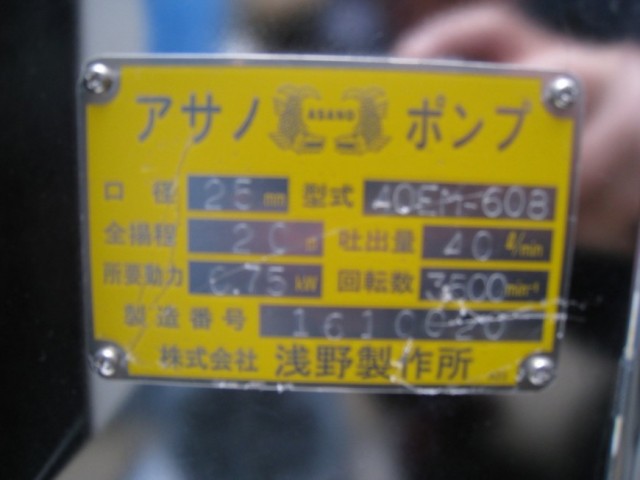 アサノ ASANO ポンプ
口径 25 mm 型式 40EM-608
全揚程 20 m 吐出量 40 ℓ/min
所要動力 0.75 kW 回転数 3600 min⁻¹
製造番号
株式会社 浅野製作所